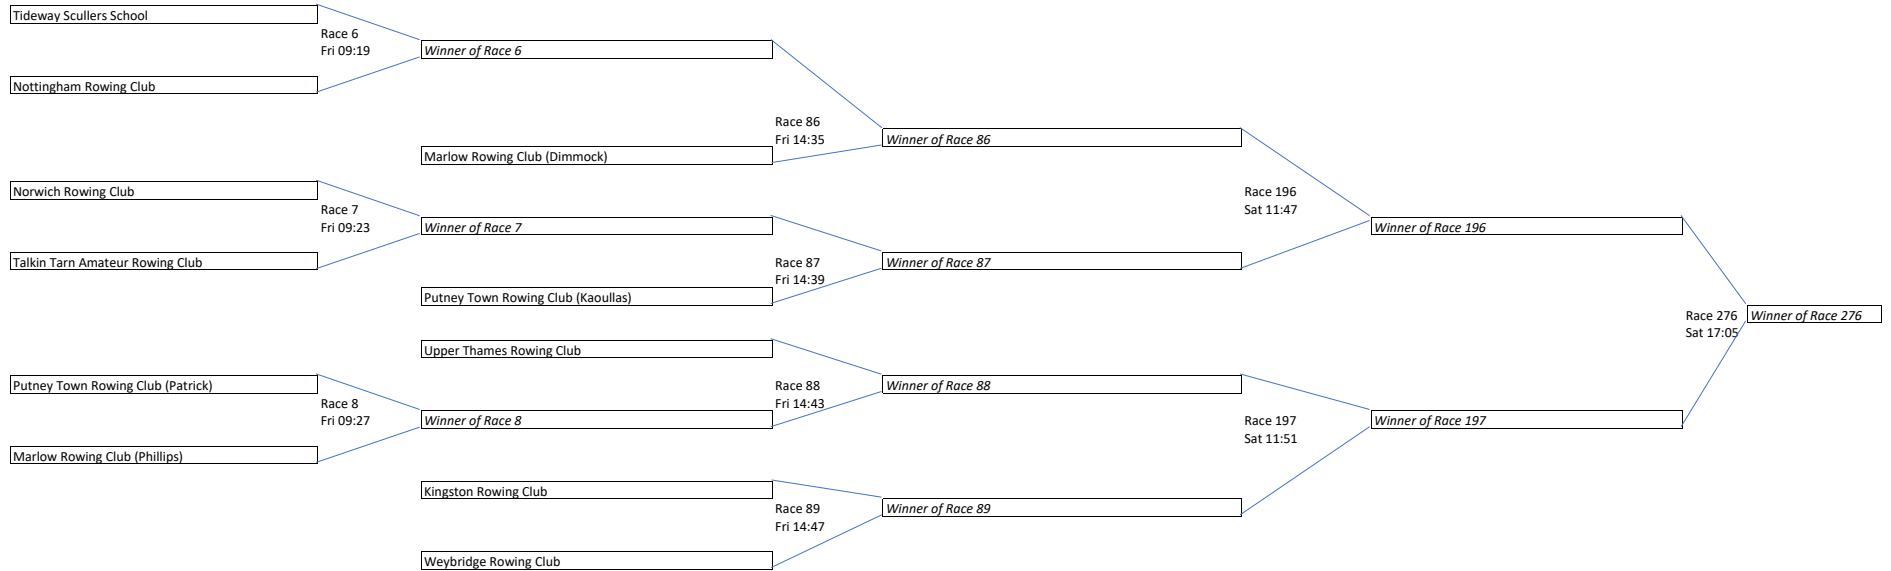 Tideway Scullers School
Race 6
Fri 09:19
Winner of Race 6
Nottingham Rowing Club
Race 86
Fri 14:35
Winner of Race 86
Marlow Rowing Club (Dimmock)
Norwich Rowing Club
Race 7
Fri 09:23
Winner of Race 7
Race 196
Sat 11:47
Winner of Race 196
Talkin Tarn Amateur Rowing Club
Race 87
Fri 14:39
Winner of Race 87
Putney Town Rowing Club (Kaoullas)
Race 276
Sat 17:05
Winner of Race 276
Upper Thames Rowing Club
Putney Town Rowing Club (Patrick)
Race 8
Fri 09:27
Winner of Race 8
Race 88
Fri 14:43
Winner of Race 88
Race 197
Sat 11:51
Winner of Race 197
Marlow Rowing Club (Phillips)
Kingston Rowing Club
Race 89
Fri 14:47
Winner of Race 89
Weybridge Rowing Club